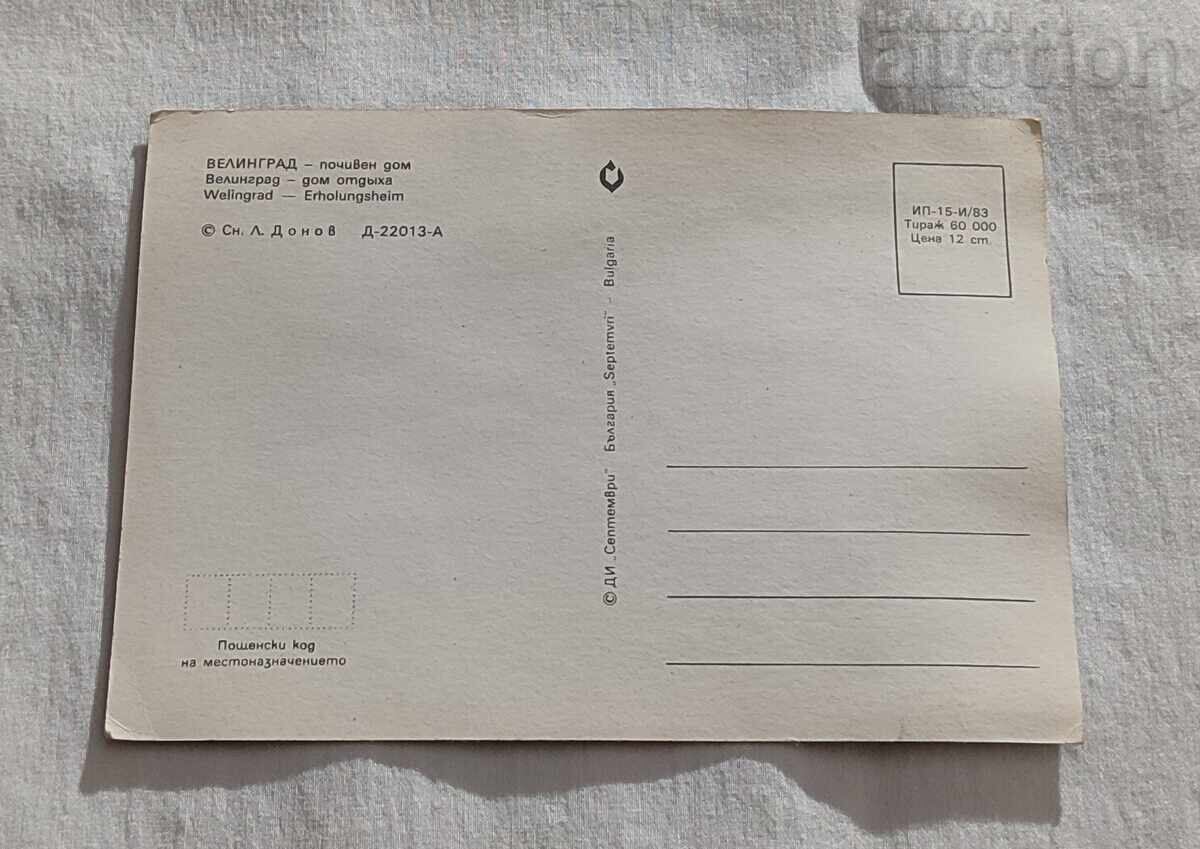 ВЕЛИНГРАД – почивен дом
Велинград – дом отдыха
Welingrad — Erholungsheim
© Сн. Л. Донов Д-22013-А
ИП-15-И/83
Тираж 60 000
Цена 12 ст.
© ДИ „Септември" България „Septemvri" - Bulgaria
Пощенски код
на местоназначението
BALKAN
auction